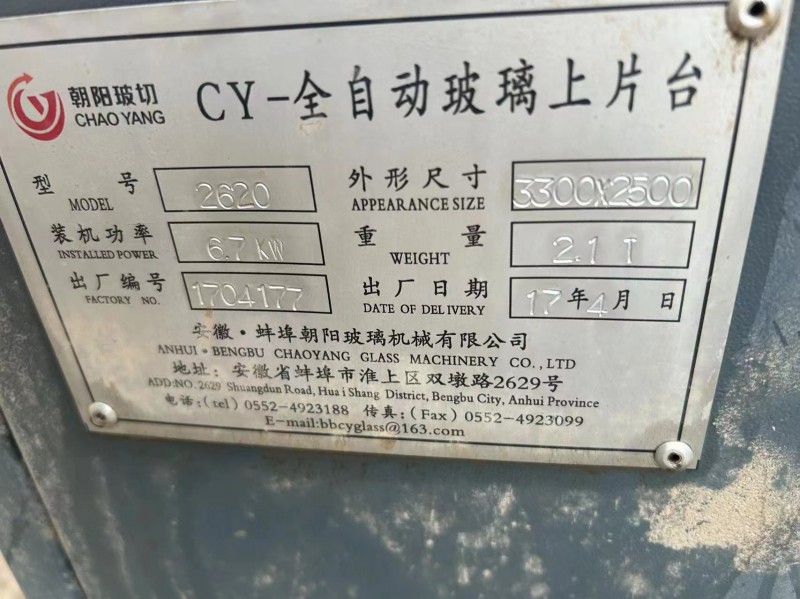 朝阳玻切 CHAOYANG
CY-全自动玻璃上片台
型号 MODEL 2620 外形尺寸 APPEARANCE SIZE 3300X2500
装机功率 INSTALLED POWER 6.7 KW 重量 WEIGHT 2.1 T
出厂编号 FACTORY NO. 1704177 出厂日期 DATE OF DELIVERY 17年4月 日
安徽·蚌埠朝阳玻璃机械有限公司
ANHUI·BENGBU CHAOYANG GLASS MACHINERY CO.,LTD
地址: 安徽省蚌埠市淮上区双墩路2629号
ADD:NO.2629 Shuangdun Road, Huai Shang District, Bengbu City, Anhui Province
电话:(tel) 0552-4923188 传真:(Fax) 0552-4923099
E-mail:bbcyglass@163.com